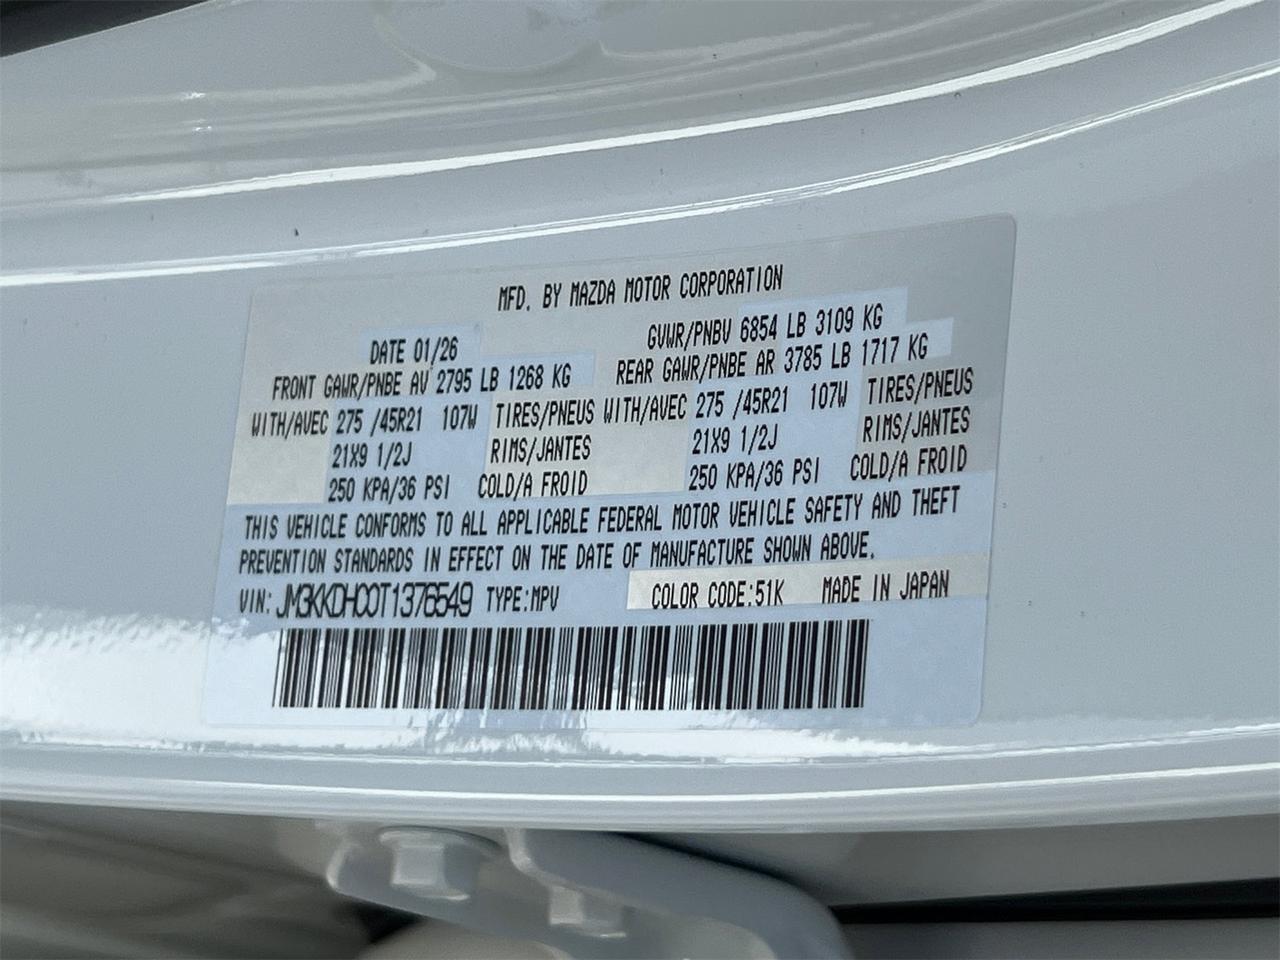 MFD. BY MAZDA MOTOR CORPORATION
DATE 01/26 GVWR/PNBV 6854 LB 3109 KG
FRONT GAWR/PNBE AV 2795 LB 1268 KG REAR GAWR/PNBE AR 3785 LB 1717 KG
WITH/AVEC 275 /45R21 107W TIRES/PNEUS WITH/AVEC 275 /45R21 107W TIRES/PNEUS
21X9 1/2J RIMS/JANTES 21X9 1/2J RIMS/JANTES
250 KPA/36 PSI COLD/A FROID 250 KPA/36 PSI COLD/A FROID
THIS VEHICLE CONFORMS TO ALL APPLICABLE FEDERAL MOTOR VEHICLE SAFETY AND THEFT
PREVENTION STANDARDS IN EFFECT ON THE DATE OF MANUFACTURE SHOWN ABOVE.
VIN: JM3KKDHC0T1376549 TYPE:MPV COLOR CODE:51K MADE IN JAPAN